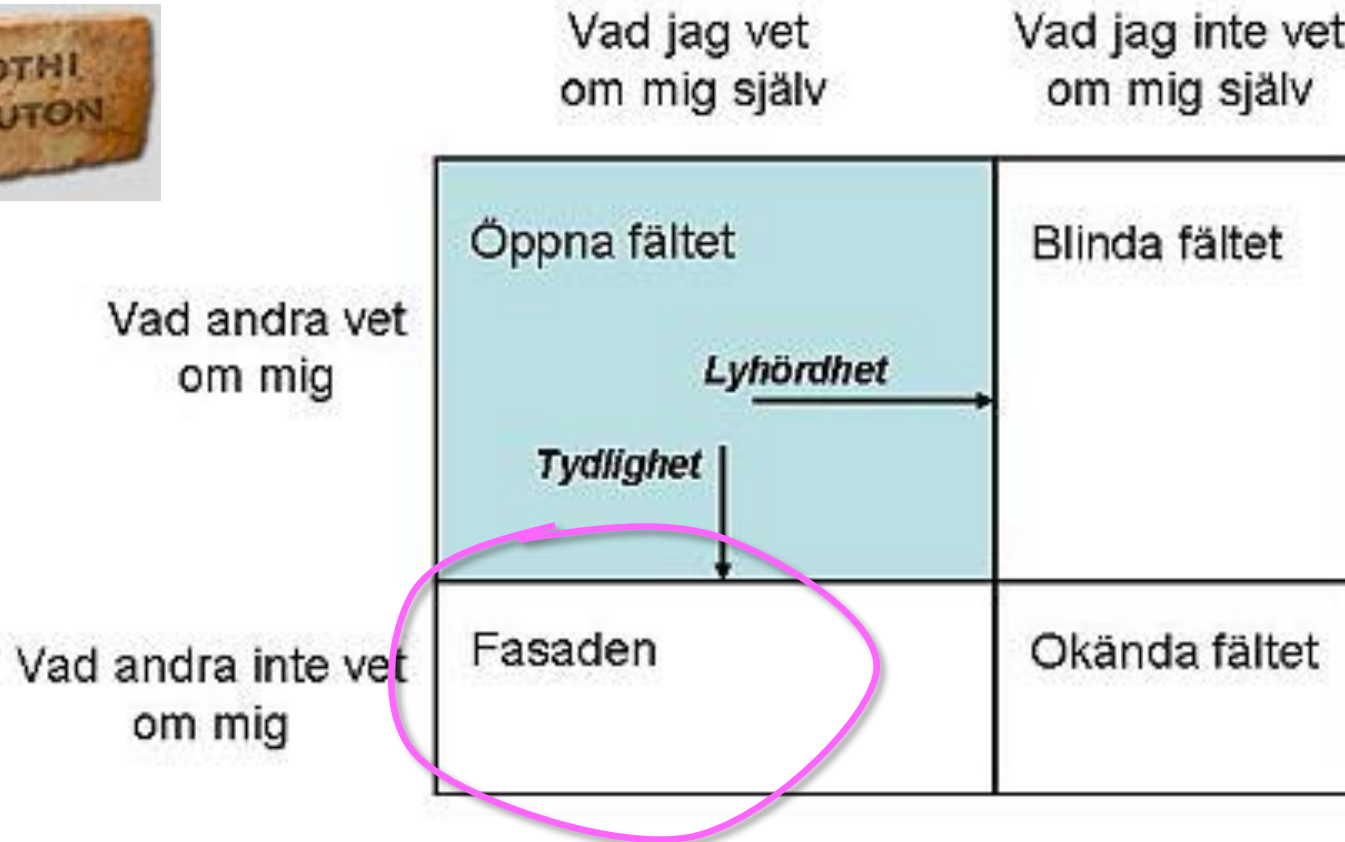 Vad jag vet
om mig själv
Vad jag inte vet
om mig själv
Öppna fältet
Blinda fältet
Vad andra vet
om mig
Lyhördhet
Tydlighet
Vad andra inte vet
om mig
Fasaden
Okända fältet